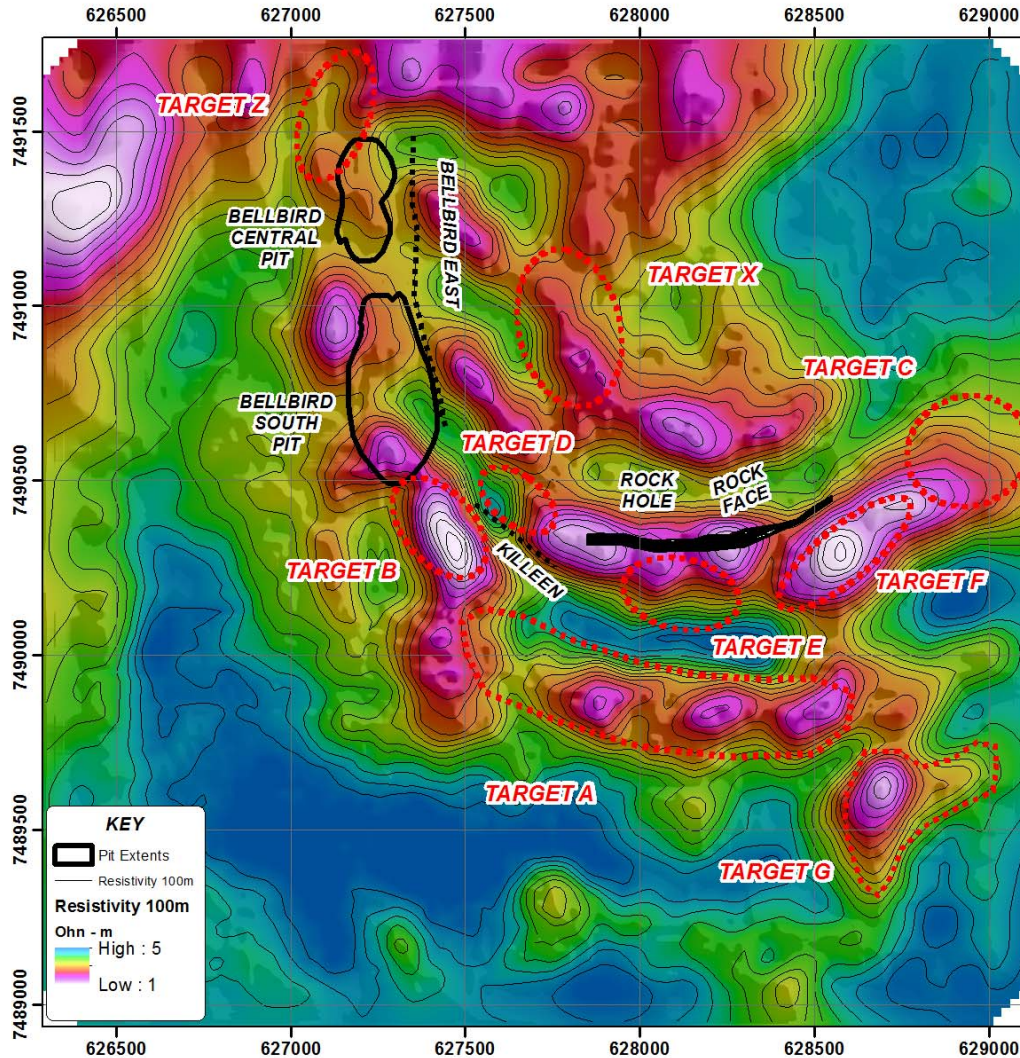 626500 627000 627500 628000 628500 629000
7491500
7491000
7490500
7490000
7489500
7489000
TARGET Z
BELLBIRD
CENTRAL
PIT
BELLBIRD EAST
TARGET X
TARGET C
BELLBIRD
SOUTH
PIT
TARGET D
ROCK
HOLE
ROCK
FACE
TARGET B
KILLEEN
TARGET F
TARGET E
TARGET A
TARGET G
KEY
Pit Extents
Resistivity 100m
Resistivity 100m
Ohn - m
High : 5
Low : 1
626500 627000 627500 628000 628500 629000